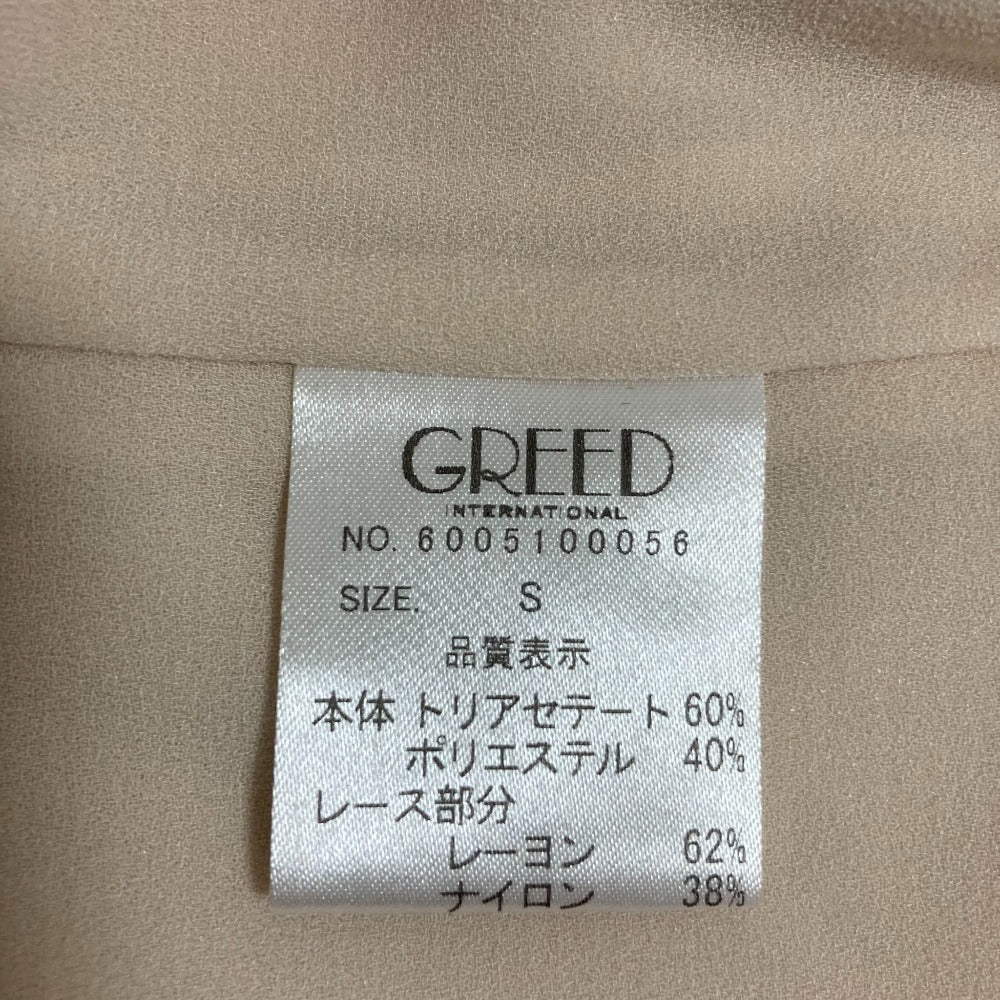 GREED
INTERNATIONAL
NO. 6005100056
SIZE. S
品質表示
本体 トリアセテート 60%
ポリエステル 40%
レース部分
レーヨン 62%
ナイロン 38%